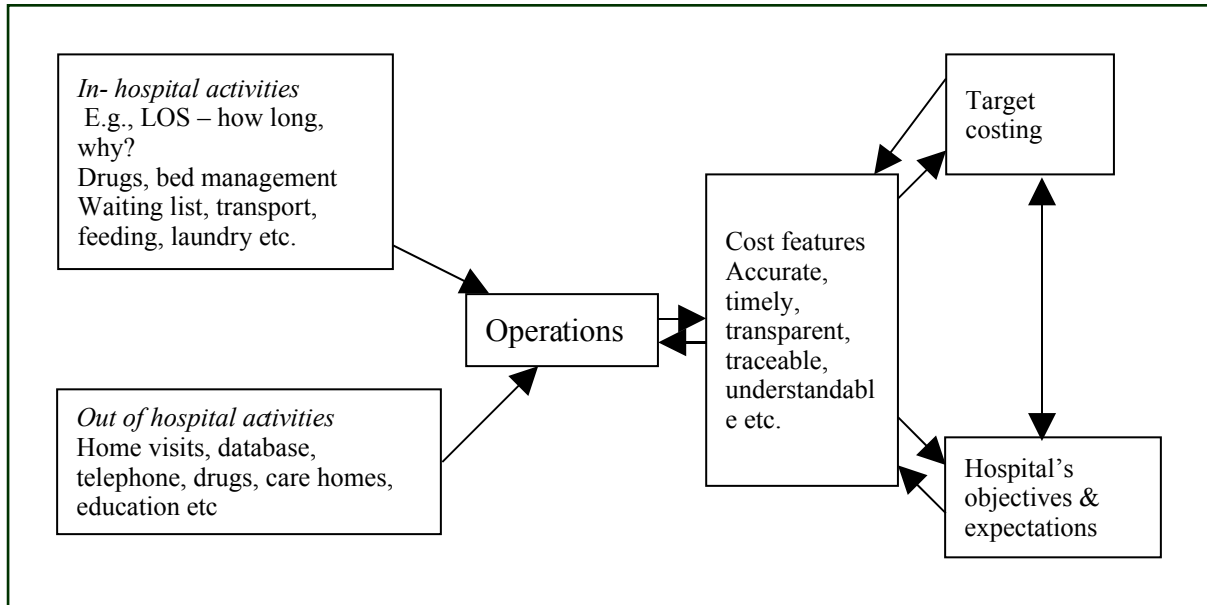 In- hospital activities
E.g., LOS – how long,
why?
Drugs, bed management
Waiting list, transport,
feeding, laundry etc.
Out of hospital activities
Home visits, database,
telephone, drugs, care homes,
education etc
Operations
Cost features
Accurate,
timely,
transparent,
traceable,
understandabl
e etc.
Target
costing
Hospital’s
objectives &
expectations